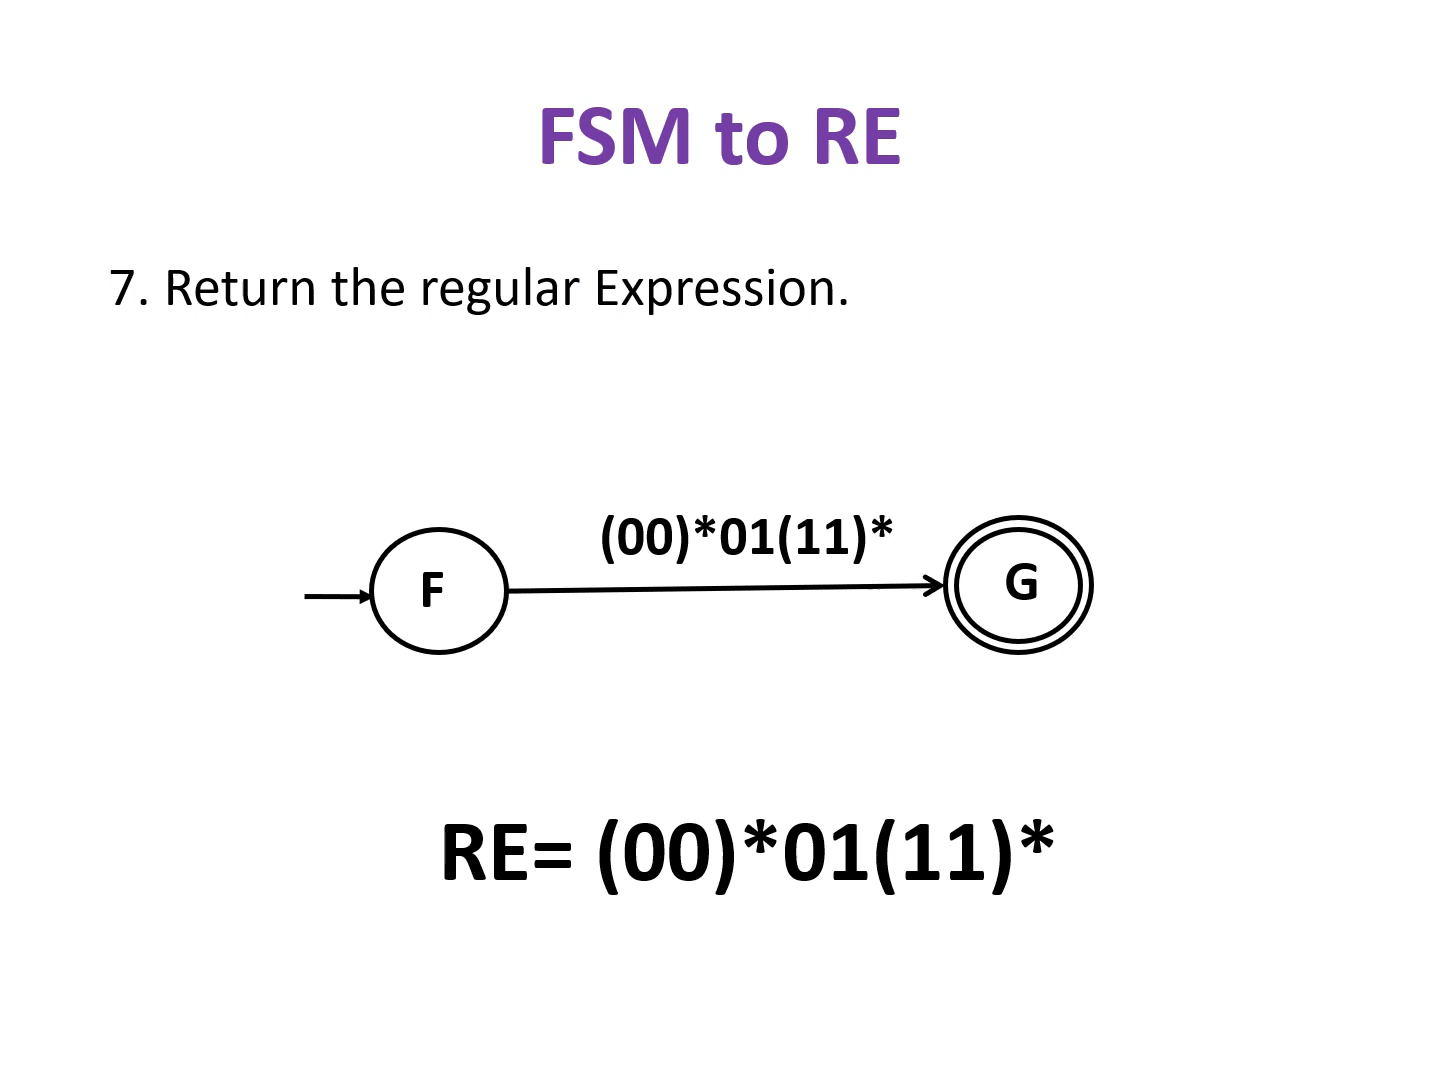 FSM to RE
7. Return the regular Expression.
(00)*01(11)*
F
G
RE= (00)*01(11)*